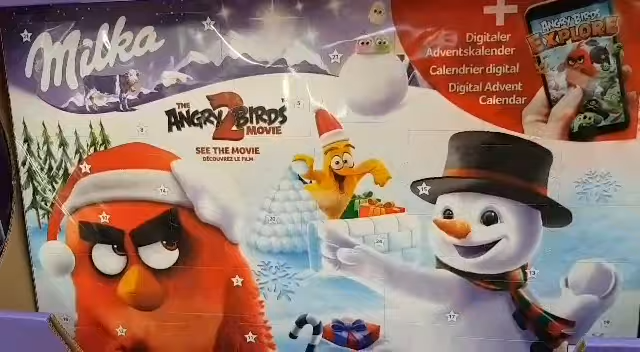 Milka
THE
ANGRY BIRDS
2
MOVIE
SEE THE MOVIE
DÉCOUVREZ LE FILM
+
Digitaler
Adventskalender
Calendrier digital
Digital Advent
Calendar
ANGRY BIRDS
EXPLORE